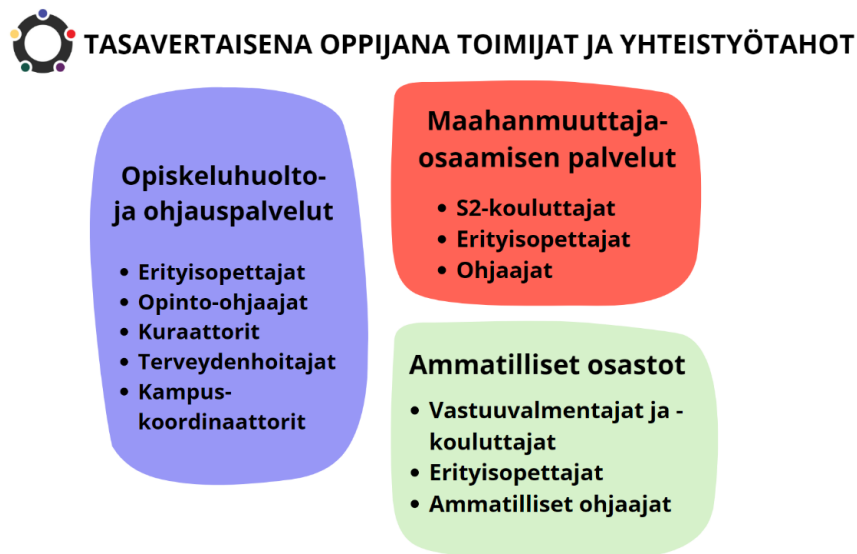 TASAVERTAISENA OPPIJANA TOIMIJAT JA YHTEISTYÖTAHOT
Opiskeluhuolto-
ja ohjauspalvelut
• Erityisopettajat
• Opinto-ohjaajat
• Kuraattorit
• Terveydenhoitajat
• Kampus-
koordinaattorit
Maahanmuuttaja-
osaamisen palvelut
• S2-kouluttajat
• Erityisopettajat
• Ohjaajat
Ammatilliset osastot
• Vastuuvalmentajat ja -
kouluttajat
• Erityisopettajat
• Ammatilliset ohjaajat